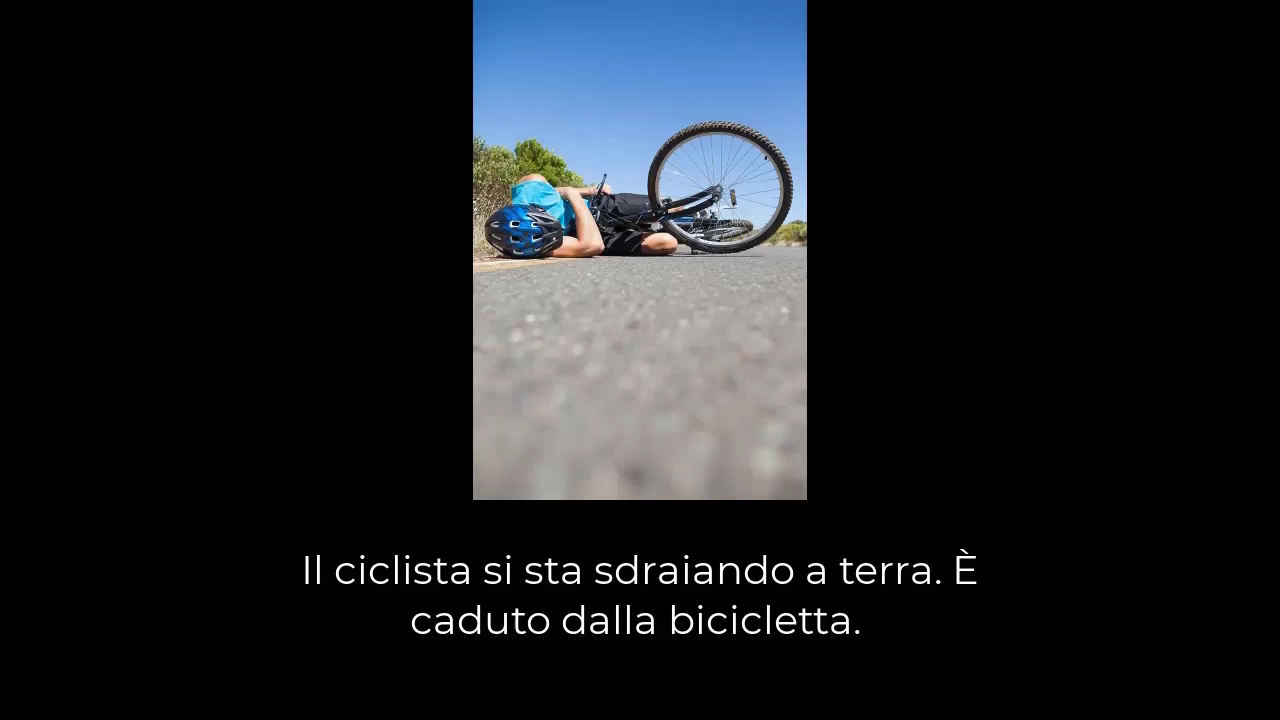 Il ciclista si sta sdraiando a terra. È
caduto dalla bicicletta.